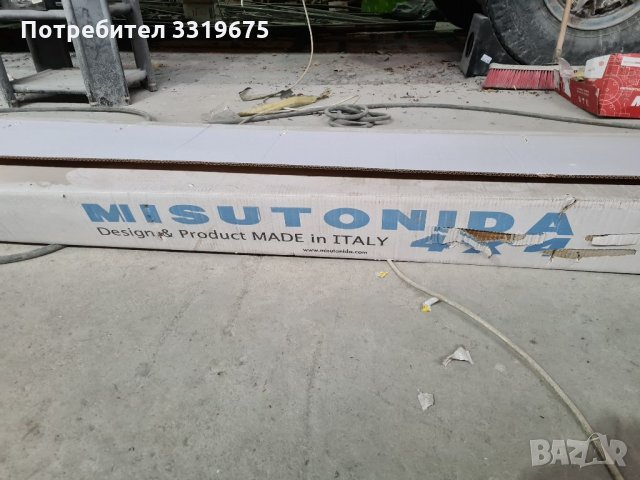 Потребител 3319675
MISUTONIDA
4x4
Design & Product MADE in ITALY
www.misutonida.com
BAZAR